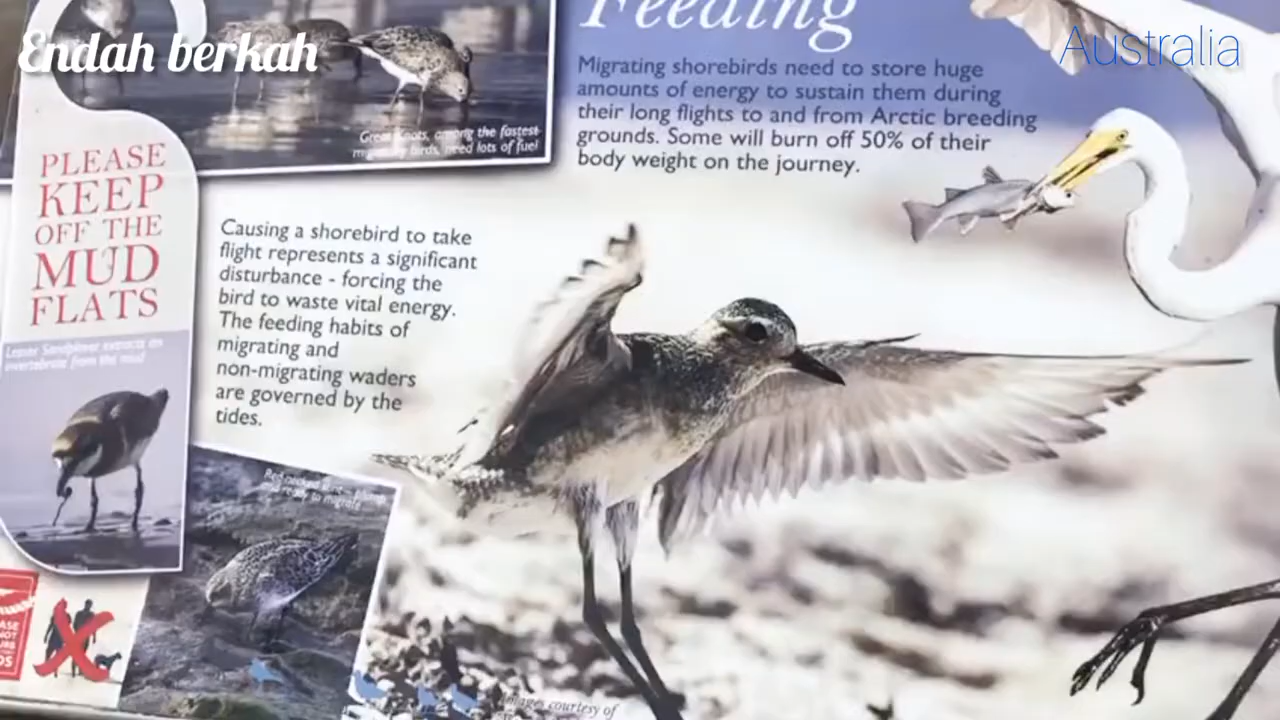 Endah berkah
Australia
Feeding
Migrating shorebirds need to store huge
amounts of energy to sustain them during
their long flights to and from Arctic breeding
grounds. Some will burn off 50% of their
body weight on the journey.
Great Knots, among the fastest
migratory birds, need lots of fuel
PLEASE
KEEP
OFF THE
MUD
FLATS
Causing a shorebird to take
flight represents a significant
disturbance - forcing the
bird to waste vital energy.
The feeding habits of
migrating and
non-migrating waders
are governed by the
tides.
Lesser Sandplover extracts an
invertebrate from the mud
ready to migrate
courtesy of